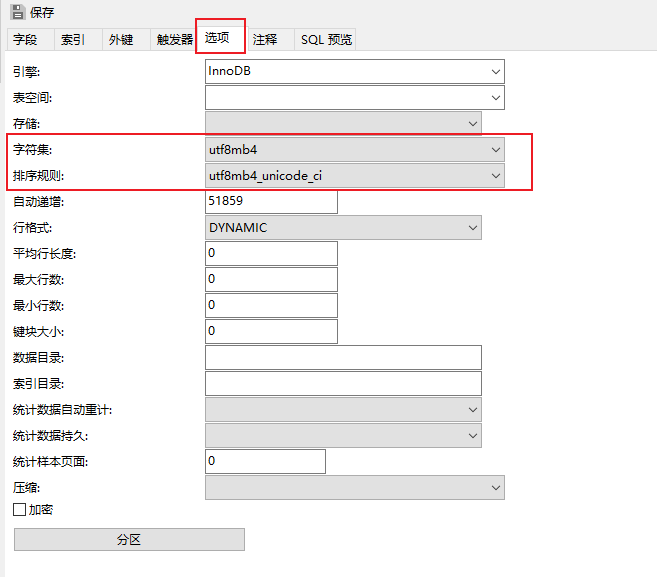 保存
字段 索引 外键 触发器 选项 注释 SQL 预览
引擎: InnoDB
表空间:
存储:
字符集: utf8mb4
排序规则: utf8mb4_unicode_ci
自动递增: 51859
行格式: DYNAMIC
平均行长度: 0
最大行数: 0
最小行数: 0
键块大小: 0
数据目录:
索引目录:
统计数据自动重计:
统计数据持久:
统计样本页面: 0
压缩:
加密
分区